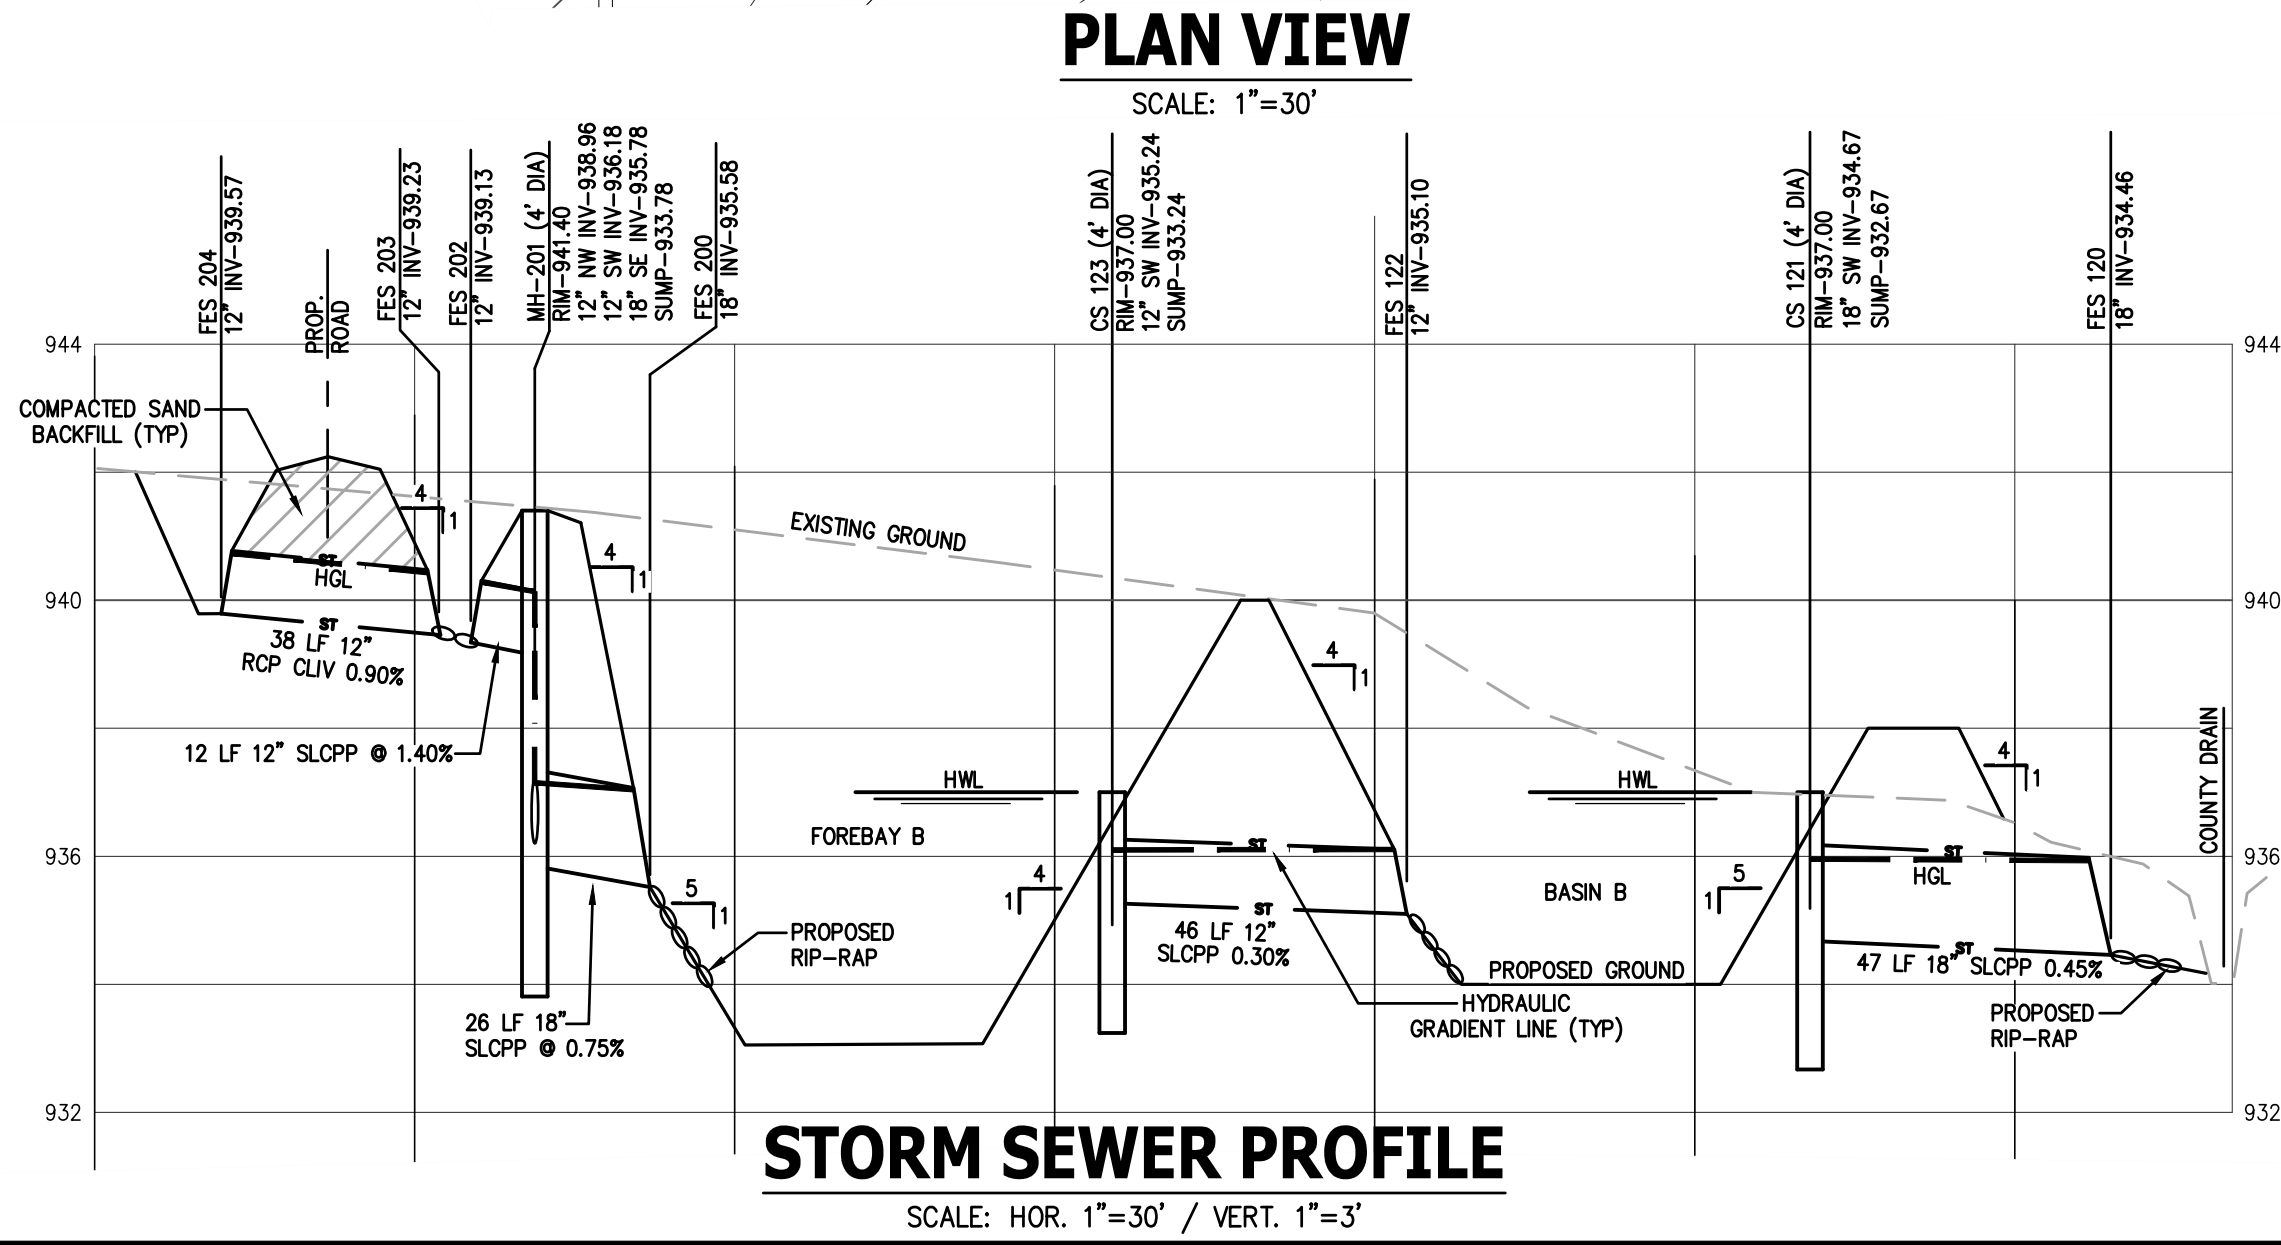 PLAN VIEW
SCALE: 1"=30'
FES 204
12" INV-939.57
PROP.
ROAD
FES 203
12" INV-939.23
FES 202
12" INV-939.13
MH-201 (4' DIA)
RIM-941.40
12" NW INV-938.96
12" SW INV-936.18
18" SE INV-935.78
SUMP-933.78
FES 200
18" INV-935.58
CS 123 (4' DIA)
RIM-937.00
12" SW INV-935.24
SUMP-933.24
FES 122
12" INV-935.10
CS 121 (4' DIA)
RIM-937.00
18" SW INV-934.67
SUMP-932.67
FES 120
18" INV-934.46
944
944
COMPACTED SAND
BACKFILL (TYP)
4
1
EXISTING GROUND
4
1
ST
HGL
940
940
ST
38 LF 12"
RCP CLIV 0.90%
4
1
12 LF 12" SLCPP @ 1.40%
4
1
COUNTY DRAIN
HWL
HWL
FOREBAY B
ST
ST
HGL
936
936
5
1
4
1
BASIN B
5
1
ST
46 LF 12"
SLCPP 0.30%
PROPOSED
RIP-RAP
ST
47 LF 18" SLCPP 0.45%
PROPOSED GROUND
HYDRAULIC
GRADIENT LINE (TYP)
PROPOSED
RIP-RAP
26 LF 18"
SLCPP @ 0.75%
932
932
STORM SEWER PROFILE
SCALE: HOR. 1"=30' / VERT. 1"=3'